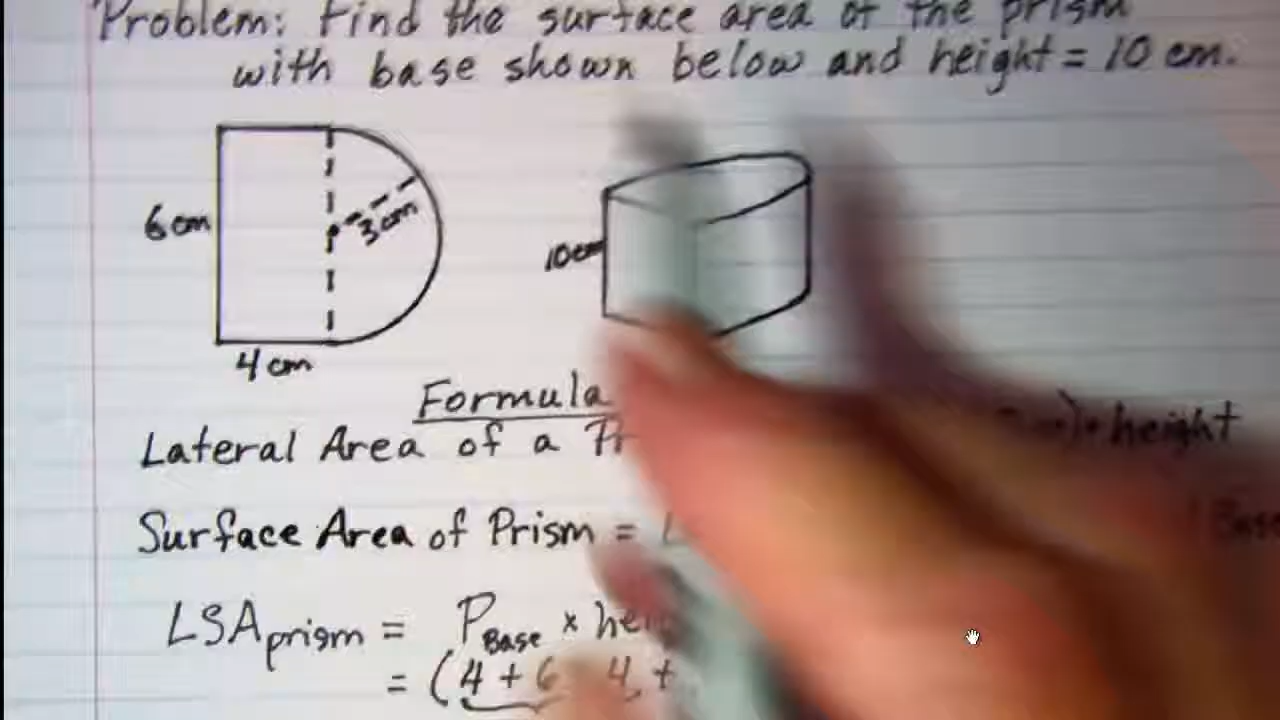 Problem: Find the surface area of the prism
with base shown below and height = 10 cm.
6 cm
3 cm
10 cm
4 cm
Formula
Lateral Area of a height
Surface Area of Prism = Base
LSA prism = P Base ×
= (4 + 6 4 +